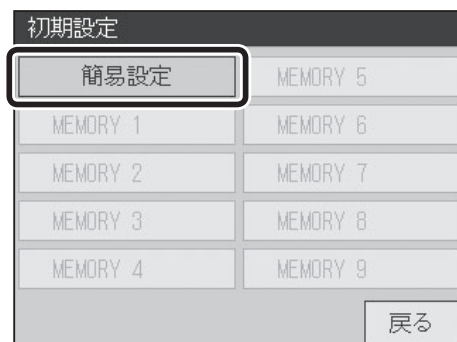 初期設定
簡易設定 MEMORY 5
MEMORY 1 MEMORY 6
MEMORY 2 MEMORY 7
MEMORY 3 MEMORY 8
MEMORY 4 MEMORY 9
戻る